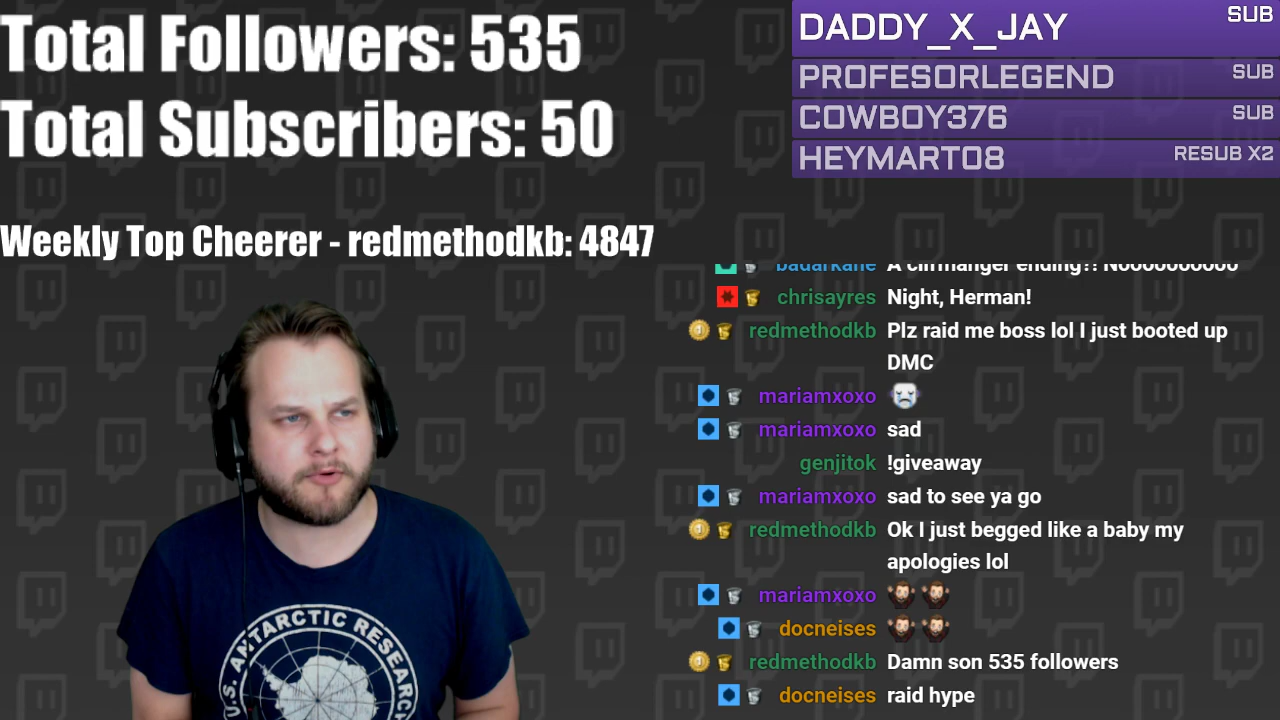 Total Followers: 535
Total Subscribers: 50
Weekly Top Cheerer - redmethodkb: 4847
DADDY_X_JAY SUB
PROFESORLEGEND SUB
COWBOY376 SUB
HEYMART08 RESUB X2
badarkane A cliffhanger ending?!
chrisayres Night, Herman!
redmethodkb Plz raid me boss lol I just booted up
DMC
mariamxoxo
mariamxoxo sad
genjitok !giveaway
mariamxoxo sad to see ya go
redmethodkb Ok I just begged like a baby my
apologies lol
mariamxoxo
docneises
redmethodkb Damn son 535 followers
docneises raid hype
U.S. ANTARCTIC RESEARCH